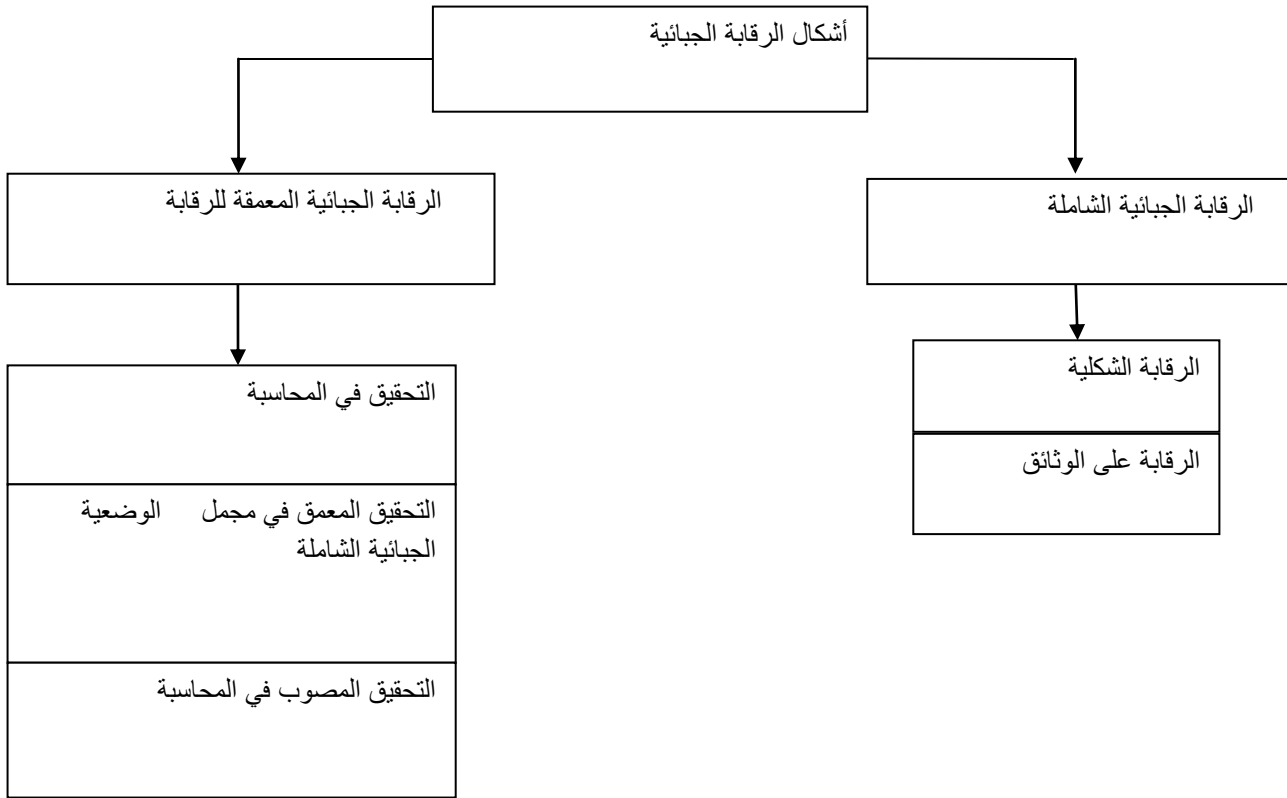 أشكال الرقابة الجبائية
الرقابة الجبائية الشاملة
الرقابة الجبائية المعمقة للرقابة
الرقابة الشكلية
الرقابة على الوثائق
التحقيق في المحاسبة
التحقيق المعمق في مجمل الوضعية
الجبائية الشاملة
التحقيق المصوب في المحاسبة